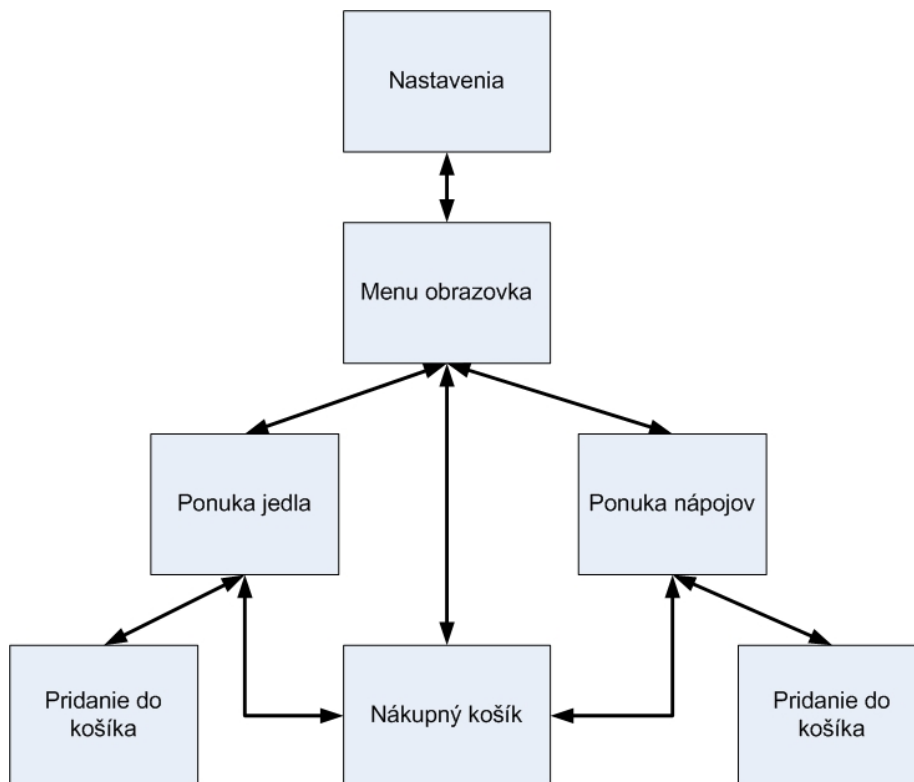 Nastavenia
Menu obrazovka
Ponuka jedla
Ponuka nápojov
Pridanie do
košíka
Nákupný košík
Pridanie do
košíka